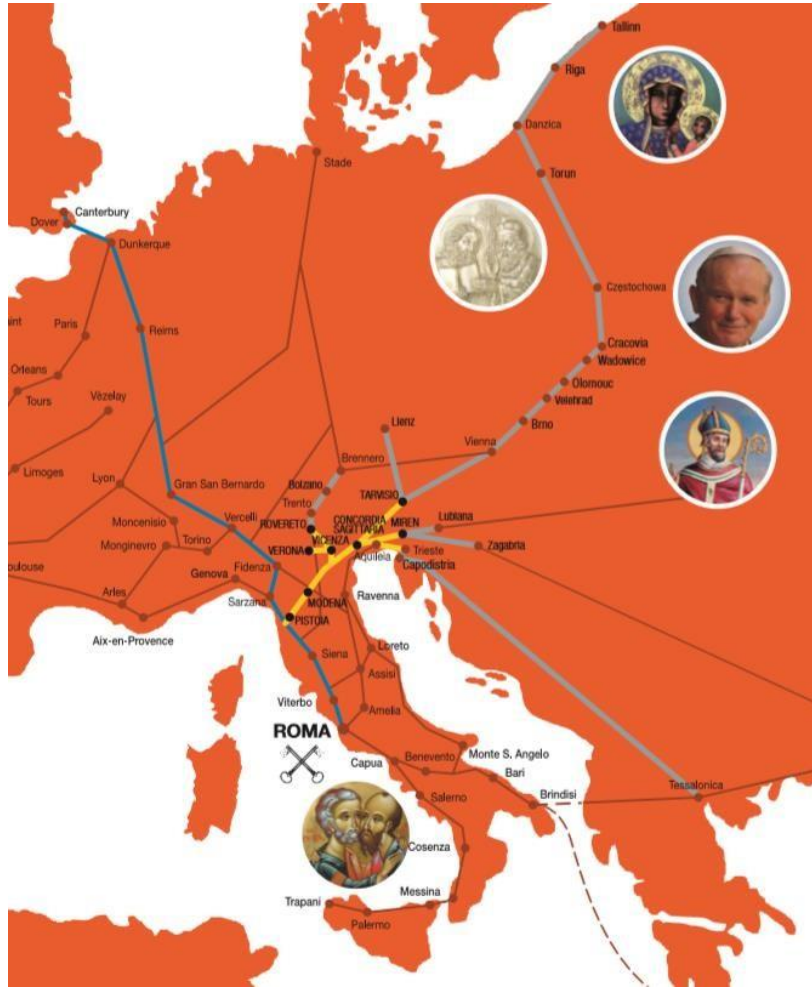 Tallinn
Riga
Danzica
Torun
Stade
Canterbury
Dover
Dunkerque
Częstochowa
Paris
Reims
Cracovia
Wadowice
Orleans
Olomouc
Tours
Vèzelay
Velehrad
Lienz
Brno
Vienna
Limoges
Brennero
Lyon
Gran San Bernardo
Bolzano
TARVISIO
Trento
Moncenisio
Vercelli
ROVERETO
CONCORDIA
SAGITTARIA
MIREN
Lubiana
Monginevro
Torino
VICENZA
VERONA
Aquileia
Trieste
Zagabria
Capodistria
Fidenza
Genova
Arles
Sarzana
MODENA
Ravenna
PISTOIA
Aix-en-Provence
Siena
Loreto
Assisi
Viterbo
Amelia
ROMA
Capua
Benevento
Monte S. Angelo
Bari
Brindisi
Tessalonica
Salerno
Cosenza
Messina
Trapani
Palermo